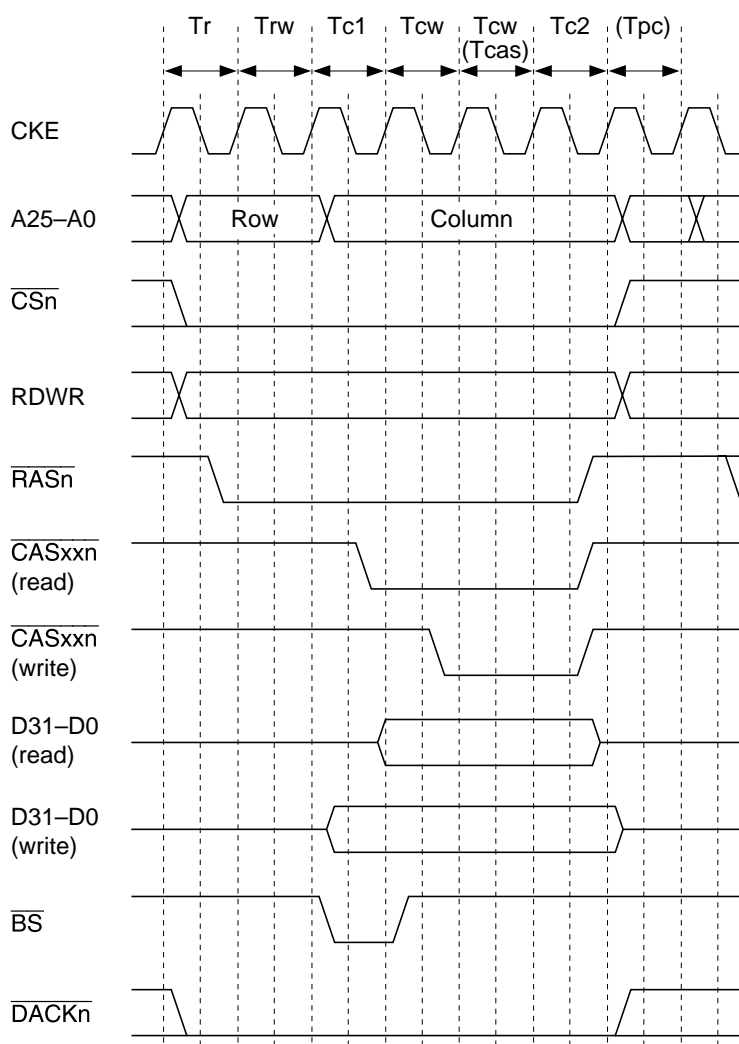 Tr Trw Tc1 Tcw Tcw Tc2 (Tpc)
(Tcas)
CKE
A25–A0 Row Column
CSn
RDWR
RASn
CASxxn
(read)
CASxxn
(write)
D31–D0
(read)
D31–D0
(write)
BS
DACKn